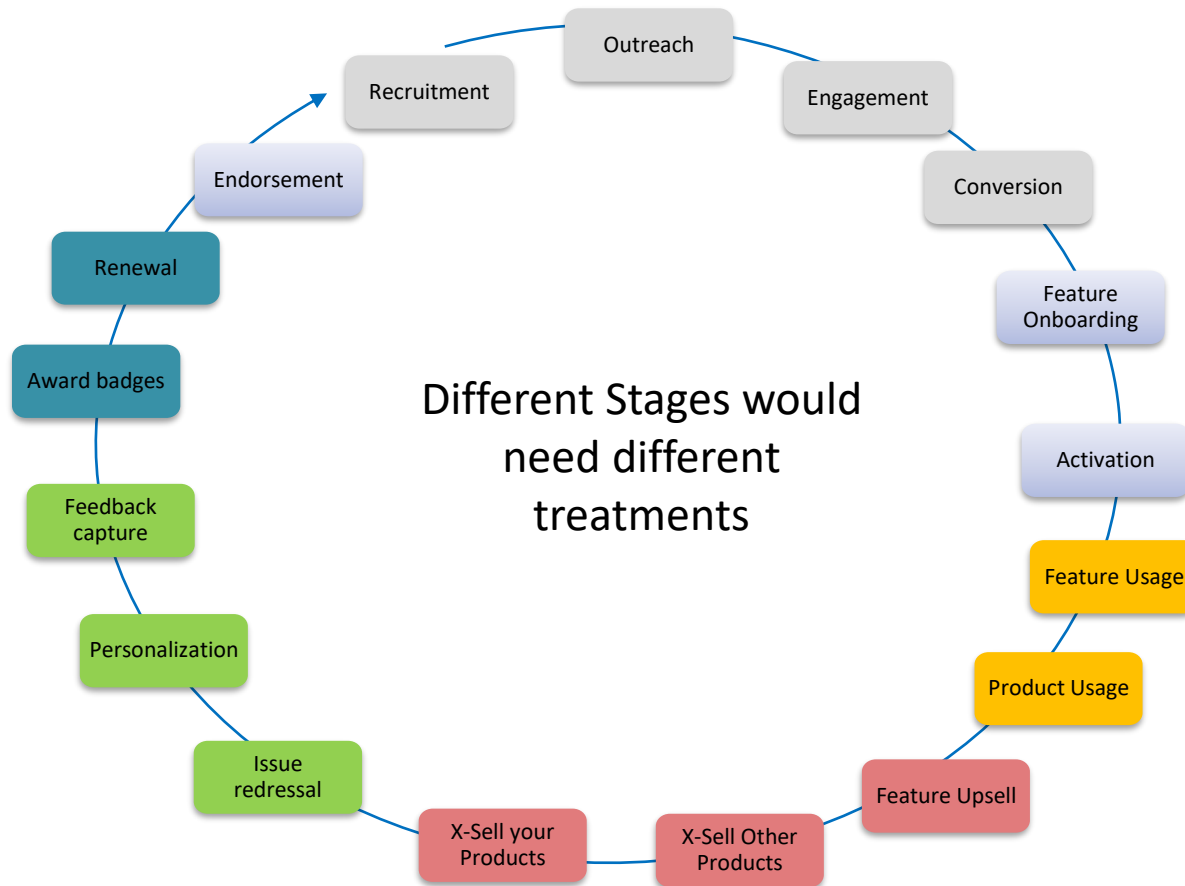 Outreach
Recruitment
Engagement
Endorsement
Conversion
Renewal
Feature
Onboarding
Award badges
Different Stages would
need different
treatments
Activation
Feedback
capture
Feature Usage
Personalization
Product Usage
Issue
redressal
Feature Upsell
X-Sell your
Products
X-Sell Other
Products